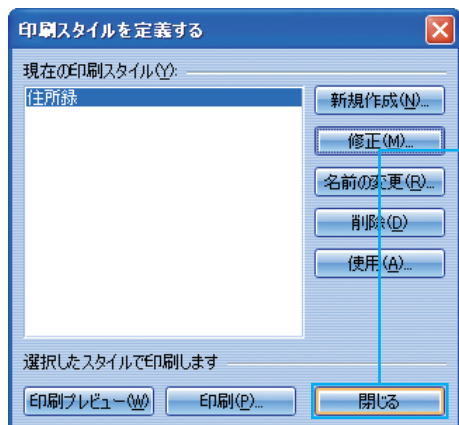 印刷スタイルを定義する
現在の印刷スタイル(Y):
住所録
新規作成(N)...
修正(M)...
名前の変更(R)...
削除(D)
使用(A)...
選択したスタイルで印刷します
印刷プレビュー(W)
印刷(P)...
閉じる